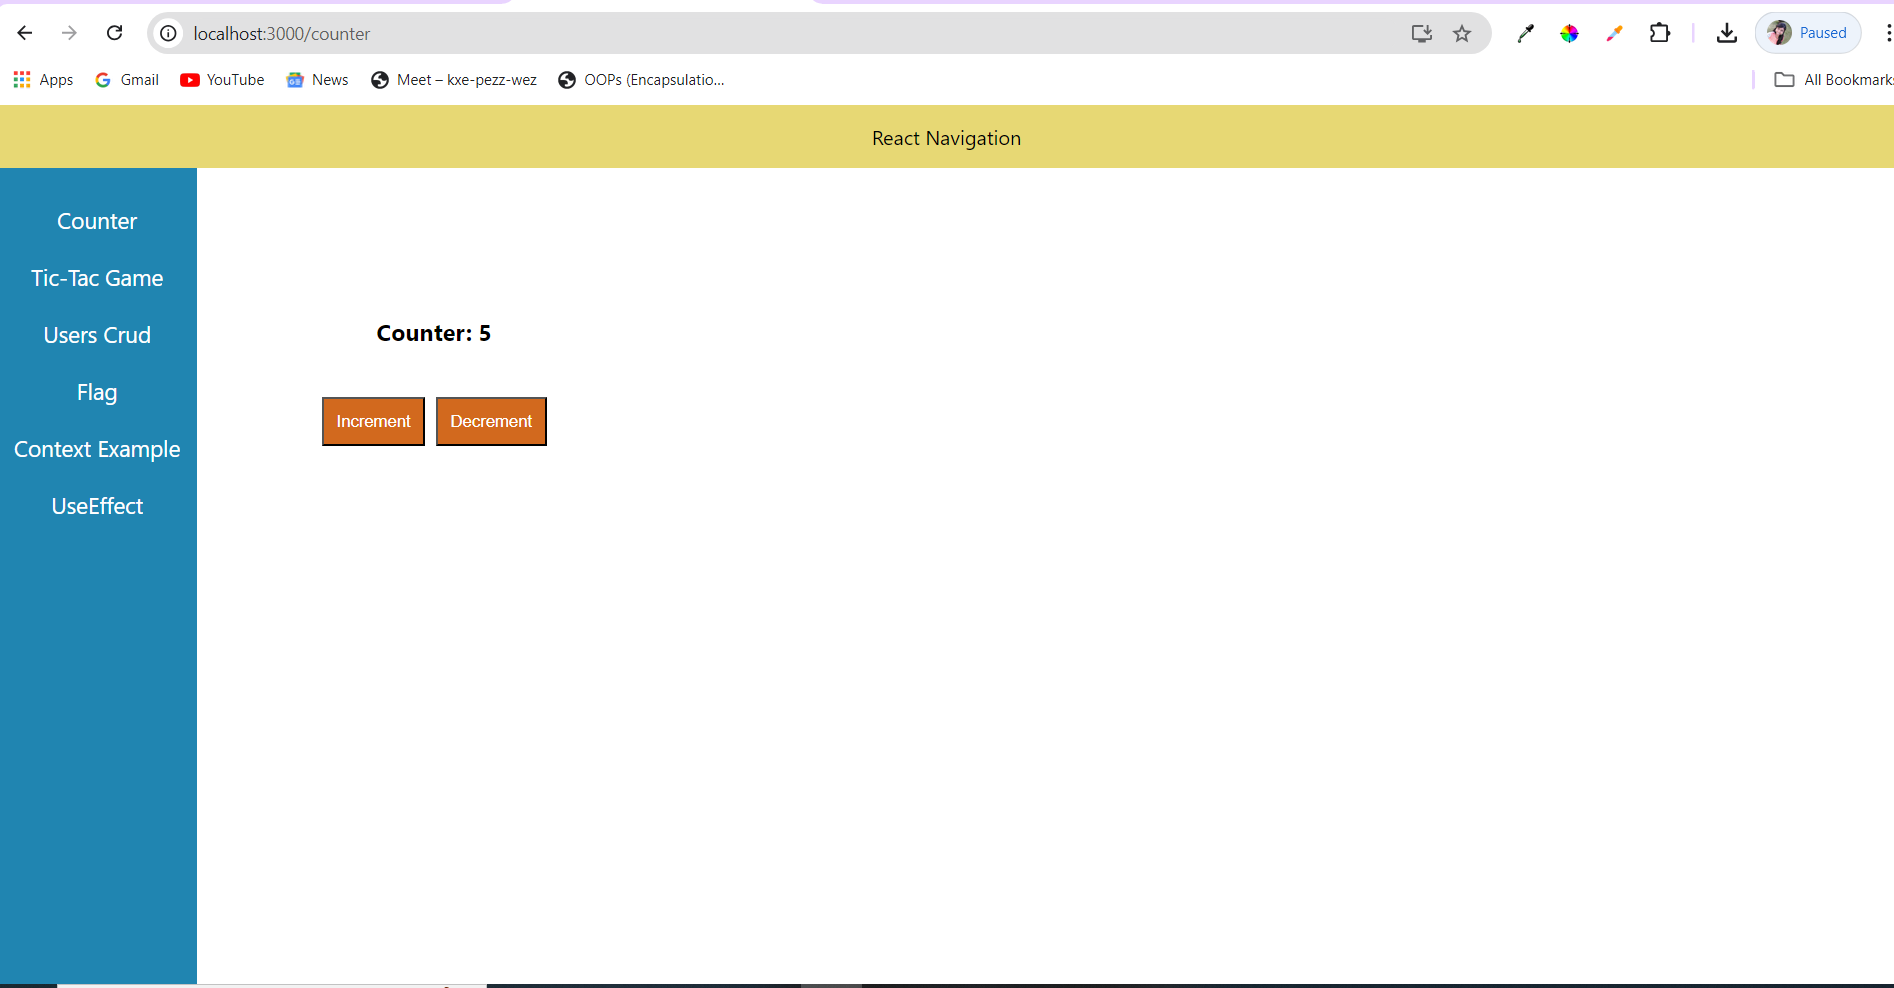 localhost:3000/counter
Paused
Apps Gmail YouTube News Meet – kxe-pezz-wez OOPs (Encapsulatio... All Bookmarks
React Navigation
Counter
Tic-Tac Game
Users Crud
Flag
Context Example
UseEffect
Counter: 5
Increment Decrement